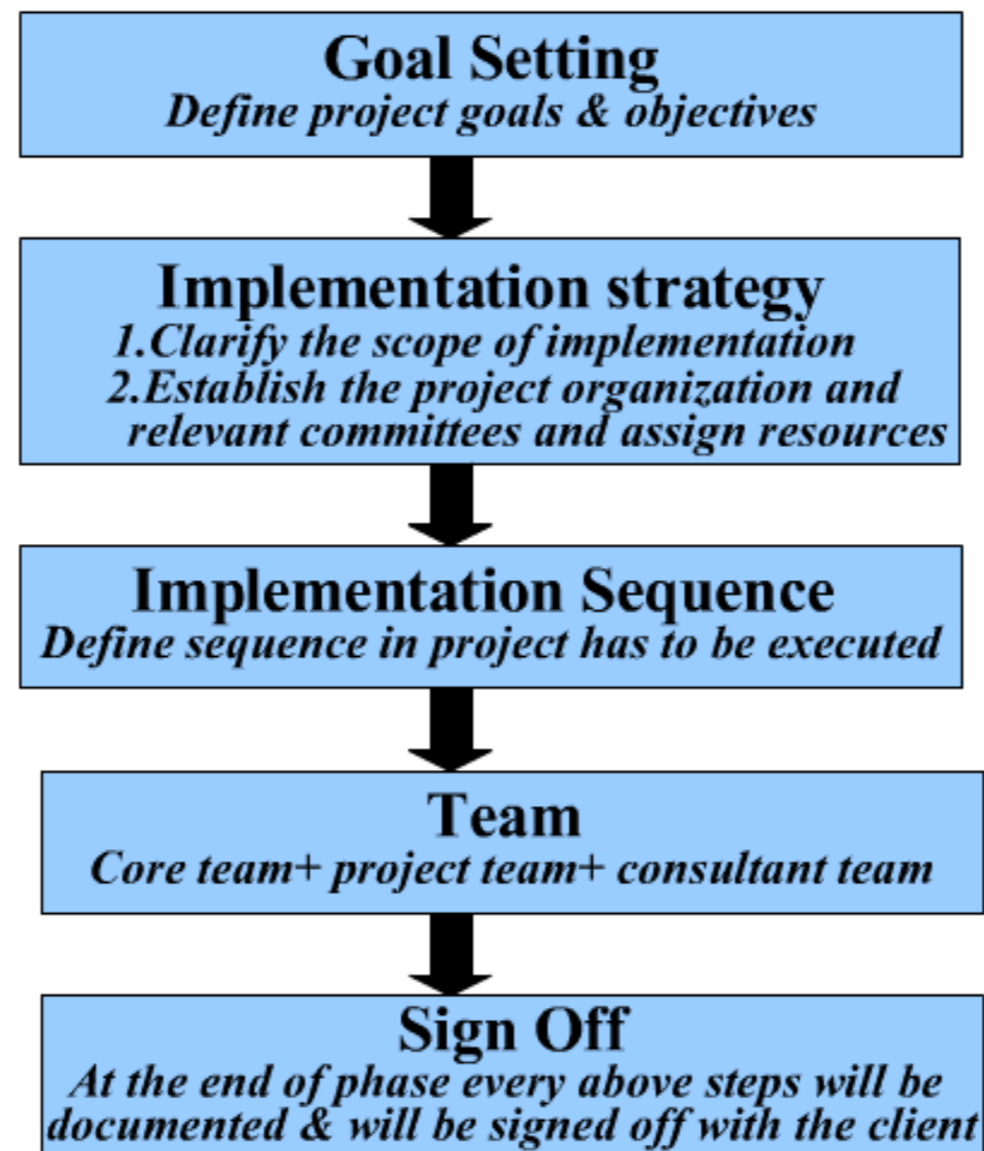 Goal Setting
Define project goals & objectives
Implementation strategy
1.Clarify the scope of implementation
2.Establish the project organization and
relevant committees and assign resources
Implementation Sequence
Define sequence in project has to be executed
Team
Core team+ project team+ consultant team
Sign Off
At the end of phase every above steps will be
documented & will be signed off with the client